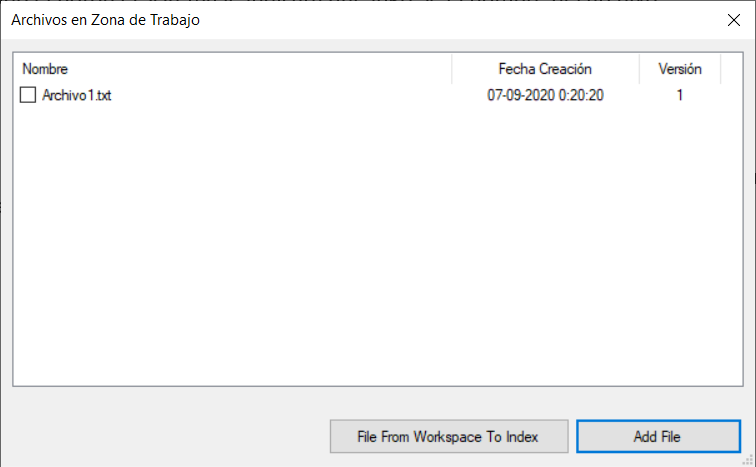 Archivos en Zona de Trabajo
Nombre Fecha Creación Versión
Archivo1.txt 07-09-2020 0:20:20 1
File From Workspace To Index Add File